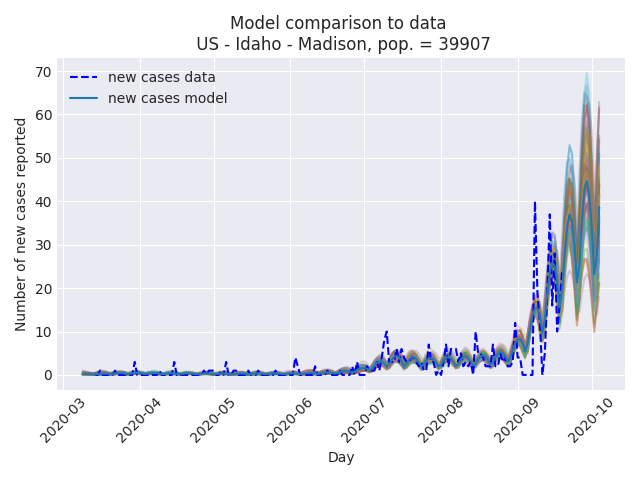 Model comparison to data
US - Idaho - Madison, pop. = 39907
new cases data
new cases model
Number of new cases reported
70
60
50
40
30
20
10
0
2020-03
2020-04
2020-05
2020-06
2020-07
2020-08
2020-09
2020-10
Day